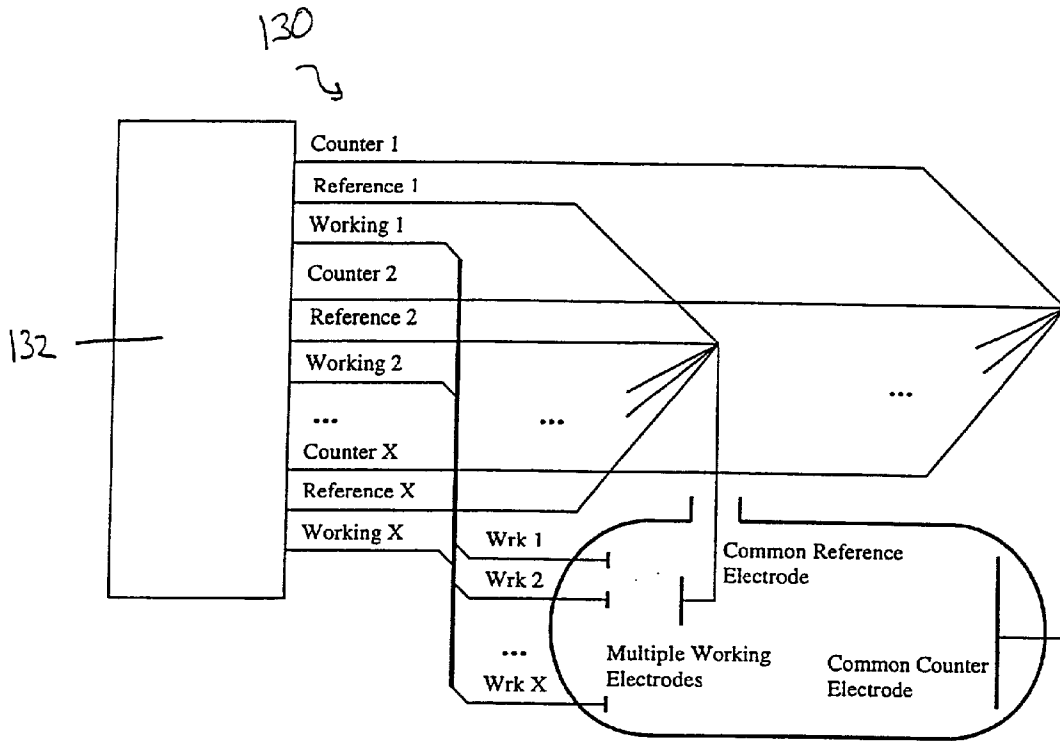 130
Counter 1
Reference 1
Working 1
Counter 2
Reference 2
132
Working 2
...
...
...
Counter X
Reference X
Working X
Wrk 1
Wrk 2
...
Wrk X
Common Reference
Electrode
Multiple Working
Electrodes
Common Counter
Electrode